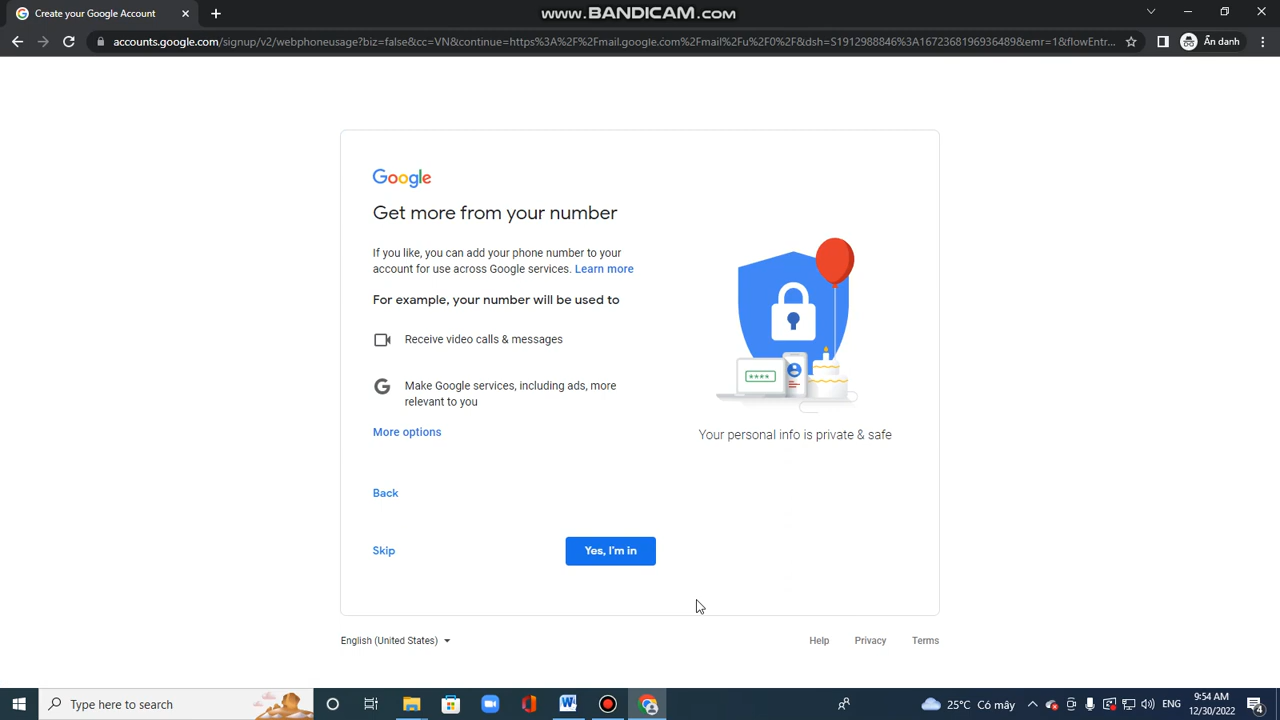 Create your Google Account
www.BANDICAM.com
accounts.google.com/signup/v2/webphoneusage?biz=false&cc=VN&continue=https%3A%2F%2Fmail.google.com%2Fmail%2Fu%2F0%2F&dsh=S1912988846%3A1672368196936489&emr=1&flowEntr...
Ẩn danh
Google
Get more from your number
If you like, you can add your phone number to your
account for use across Google services. Learn more
For example, your number will be used to
Receive video calls & messages
G Make Google services, including ads, more
relevant to you
More options
****
Your personal info is private & safe
Back
Skip
Yes, I'm in
English (United States)
Help
Privacy
Terms
Type here to search
W
25°C Có mây
ENG
9:54 AM
12/30/2022
4